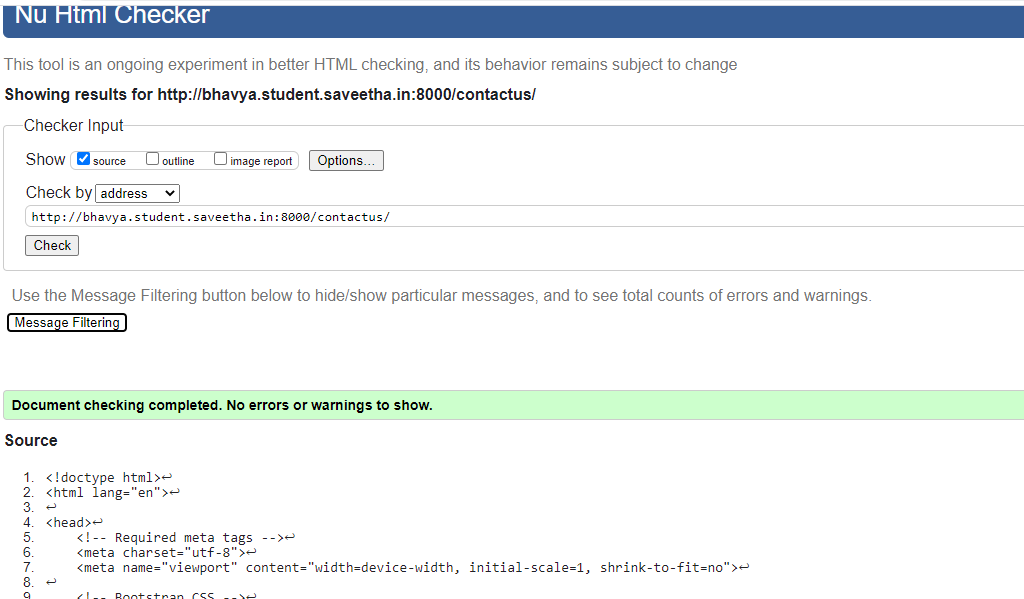 Nu Html Checker
This tool is an ongoing experiment in better HTML checking, and its behavior remains subject to change
Showing results for http://bhavya.student.saveetha.in:8000/contactus/
Checker Input
Show source outline image report Options...
Check by address
http://bhavya.student.saveetha.in:8000/contactus/
Check
Use the Message Filtering button below to hide/show particular messages, and to see total counts of errors and warnings.
Message Filtering
Document checking completed. No errors or warnings to show.
Source
1. <!doctype html>↩
2. <html lang="en">↩
3. ↩
4. <head>↩
5. <!-- Required meta tags -->↩
6. <meta charset="utf-8">↩
7. <meta name="viewport" content="width=device-width, initial-scale=1, shrink-to-fit=no">↩
8. ↩
9. <!-- Bootstrap CSS -->↩